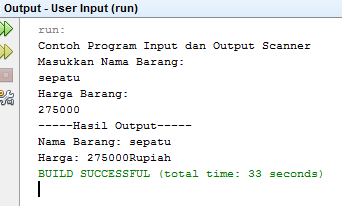 Output - User Input (run)
run:
Contoh Program Input dan Output Scanner
Masukkan Nama Barang:
sepatu
Harga Barang:
275000
-----Hasil Output-----
Nama Barang: sepatu
Harga: 275000Rupiah
BUILD SUCCESSFUL (total time: 33 seconds)